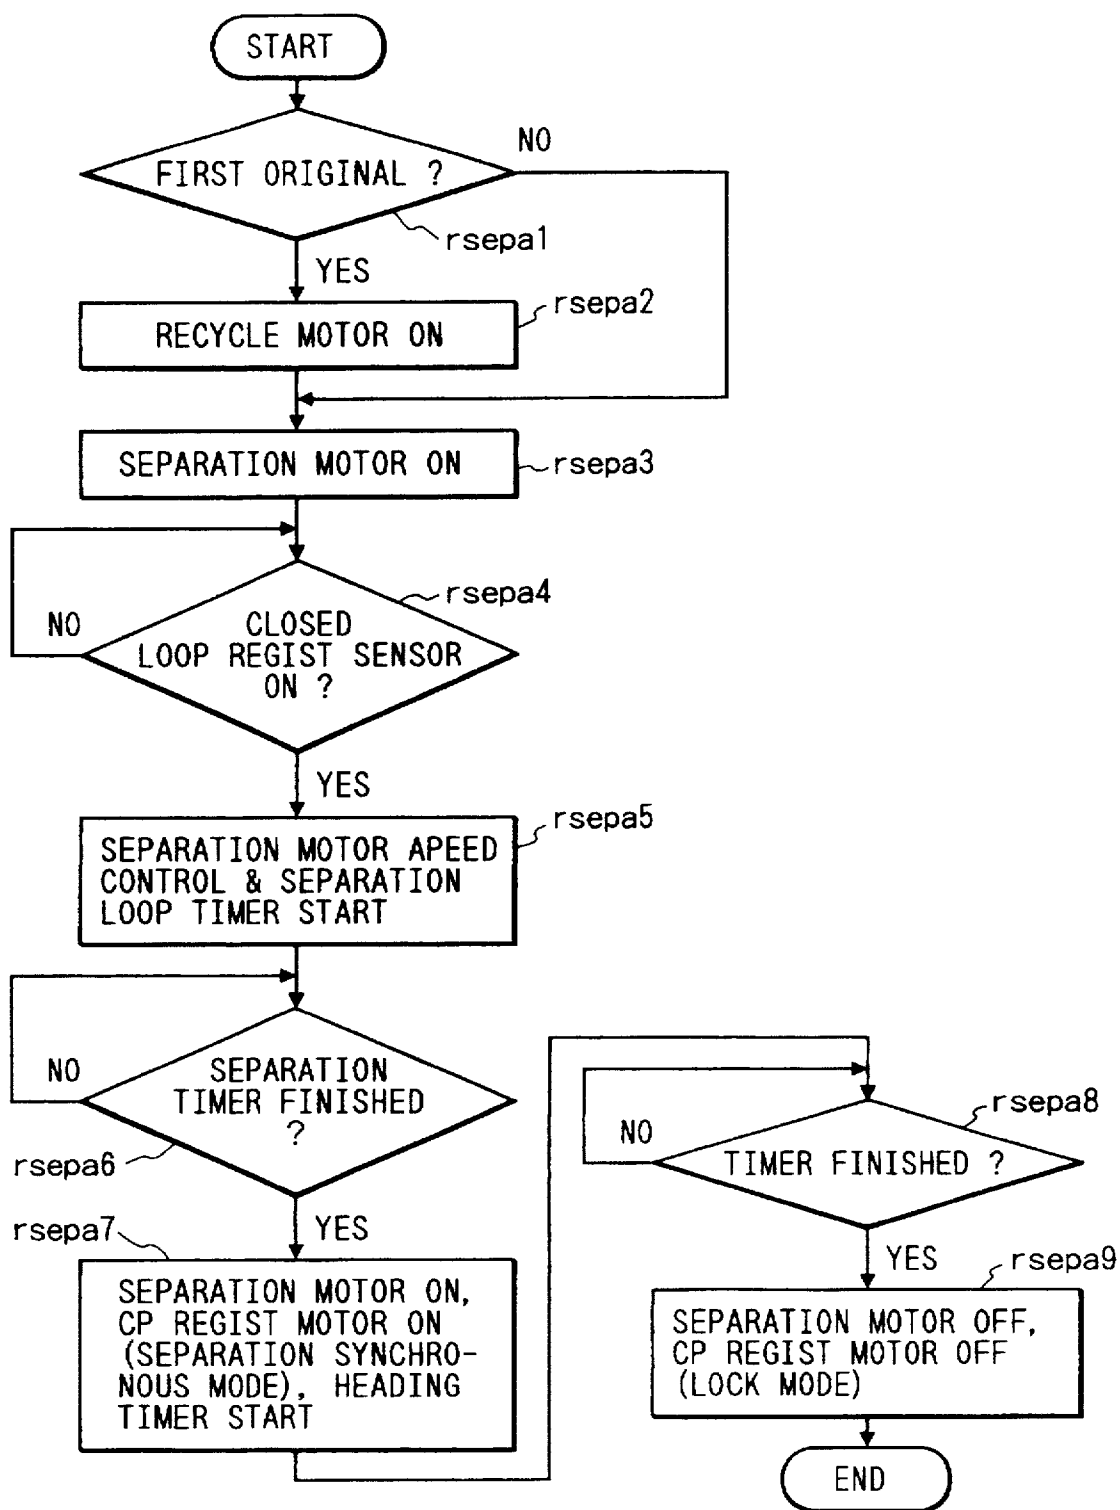 START
FIRST ORIGINAL ?
NO
rsepa1
YES
RECYCLE MOTOR ON
rsepa2
SEPARATION MOTOR ON
rsepa3
CLOSED
LOOP REGIST SENSOR
ON ?
rsepa4
NO
YES
SEPARATION MOTOR APEED
CONTROL & SEPARATION
LOOP TIMER START
rsepa5
SEPARATION
TIMER FINISHED
?
NO
rsepa6
YES
rsepa7
SEPARATION MOTOR ON,
CP REGIST MOTOR ON
(SEPARATION SYNCHRO-
NOUS MODE), HEADING
TIMER START
TIMER FINISHED ?
rsepa8
NO
YES
rsepa9
SEPARATION MOTOR OFF,
CP REGIST MOTOR OFF
(LOCK MODE)
END